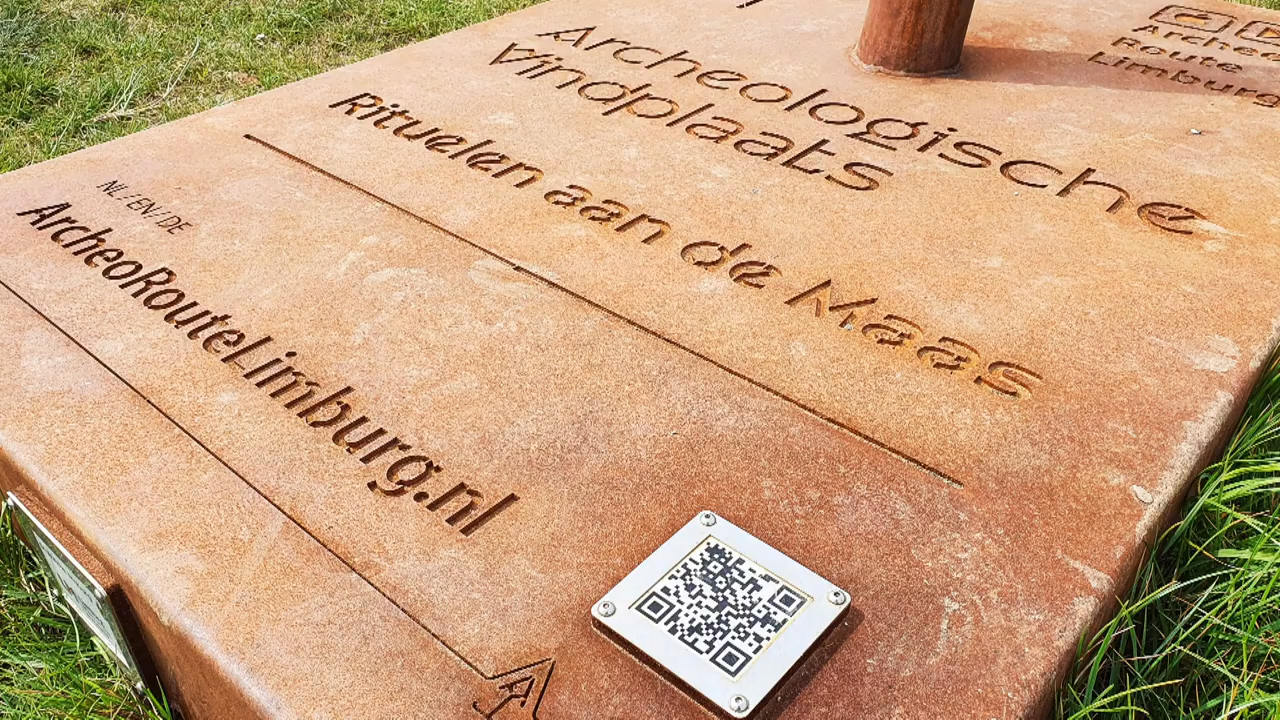 Archeo
Route
Limburg
Archeologische
Vindplaats
Rituelen aan de Maas
NL/EN/DE
ArcheoRouteLimburg.nl